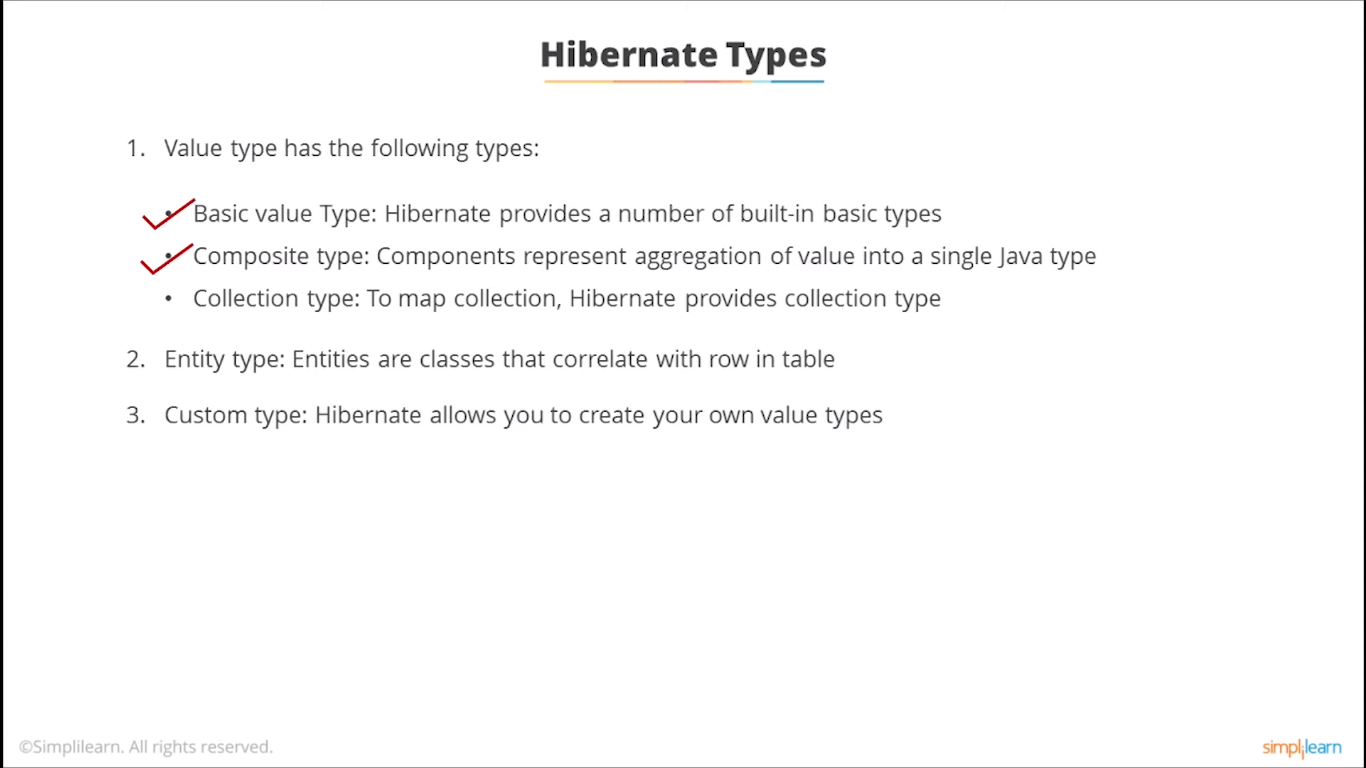 Hibernate Types
1. Value type has the following types:
• Basic value Type: Hibernate provides a number of built-in basic types
• Composite type: Components represent aggregation of value into a single Java type
• Collection type: To map collection, Hibernate provides collection type
2. Entity type: Entities are classes that correlate with row in table
3. Custom type: Hibernate allows you to create your own value types
©Simplilearn. All rights reserved.
simplilearn